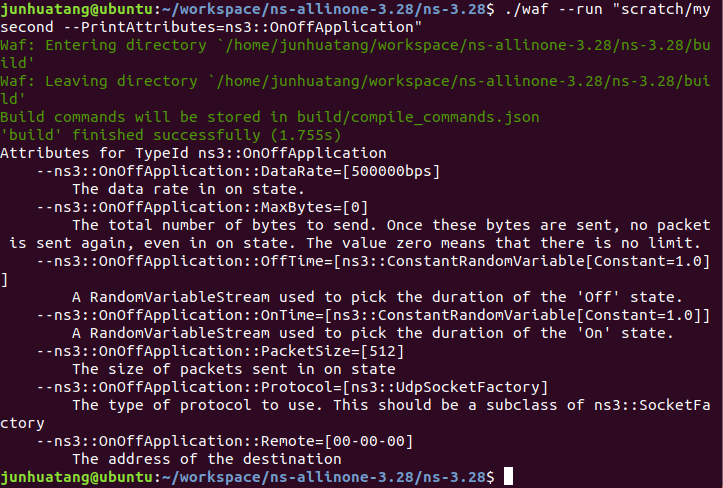 junhuatang@ubuntu:~/workspace/ns-allinone-3.28/ns-3.28$ ./waf --run "scratch/my
second --PrintAttributes=ns3::OnOffApplication"
Waf: Entering directory `/home/junhuatang/workspace/ns-allinone-3.28/ns-3.28/bu
ild'
Waf: Leaving directory `/home/junhuatang/workspace/ns-allinone-3.28/ns-3.28/bui
ld'
Build commands will be stored in build/compile_commands.json
'build' finished successfully (1.755s)
Attributes for TypeId ns3::OnOffApplication
    --ns3::OnOffApplication::DataRate=[500000bps]
        The data rate in on state.
    --ns3::OnOffApplication::MaxBytes=[0]
        The total number of bytes to send. Once these bytes are sent, no packet
 is sent again, even in on state. The value zero means that there is no limit.
    --ns3::OnOffApplication::OffTime=[ns3::ConstantRandomVariable[Constant=1.0]
]
        A RandomVariableStream used to pick the duration of the 'Off' state.
    --ns3::OnOffApplication::OnTime=[ns3::ConstantRandomVariable[Constant=1.0]]
        A RandomVariableStream used to pick the duration of the 'On' state.
    --ns3::OnOffApplication::PacketSize=[512]
        The size of packets sent in on state
    --ns3::OnOffApplication::Protocol=[ns3::UdpSocketFactory]
        The type of protocol to use. This should be a subclass of ns3::SocketFa
ctory
    --ns3::OnOffApplication::Remote=[00-00-00]
        The address of the destination
junhuatang@ubuntu:~/workspace/ns-allinone-3.28/ns-3.28$